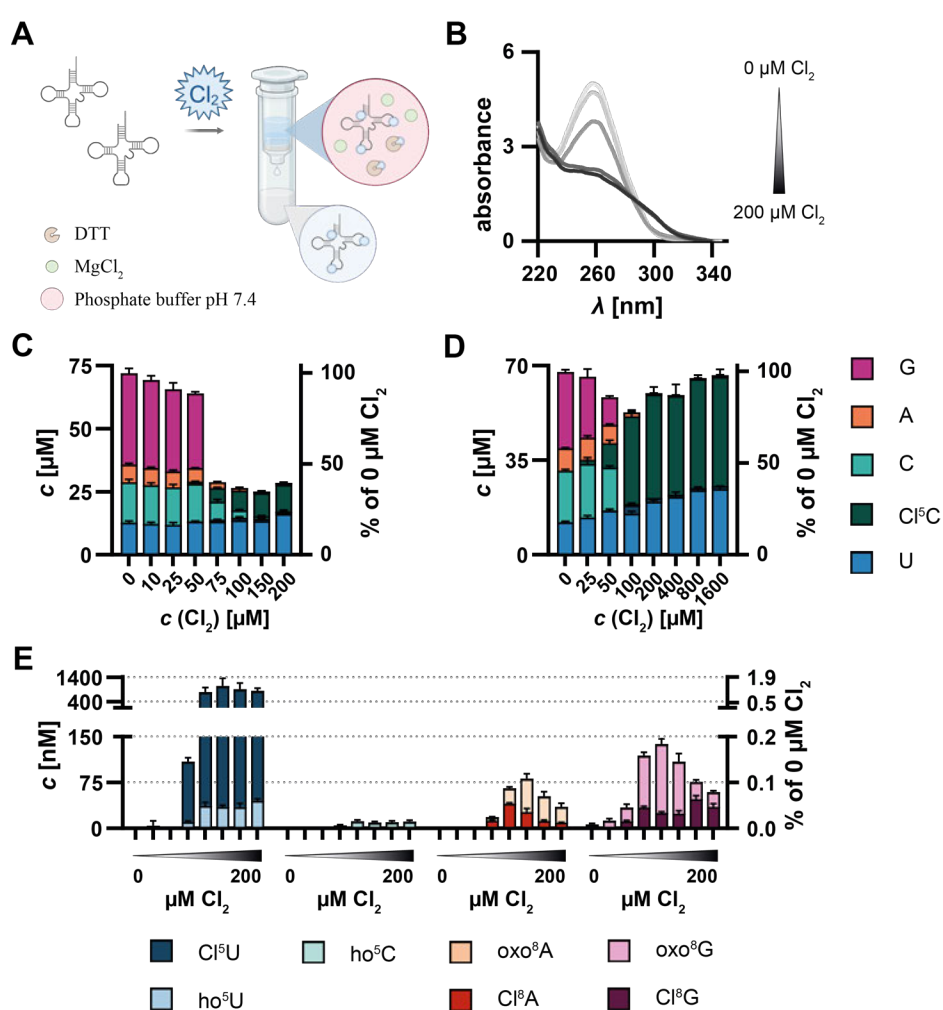 A
Cl₂
DTT
MgCl₂
Phosphate buffer pH 7.4
B
6
3
0
absorbance
220 260 300 340
λ [nm]
0 µM Cl₂
200 µM Cl₂
C
75
50
25
0
c [µM]
100
50
0
% of 0 µM Cl₂
0 10 25 50 75 100 150 200
c (Cl₂) [µM]
D
70
35
0
c [µM]
100
50
0
% of 0 µM Cl₂
0 25 50 100 200 400 800 1600
c (Cl₂) [µM]
G
A
C
Cl⁵C
U
E
1400
400
150
75
0
c [nM]
1.9
0.5
0.2
0.1
0.0
% of 0 µM Cl₂
0 200 0 200 0 200 0 200
µM Cl₂ µM Cl₂ µM Cl₂ µM Cl₂
Cl⁵U ho⁵C oxo⁸A oxo⁸G
ho⁵U Cl⁸A Cl⁸G